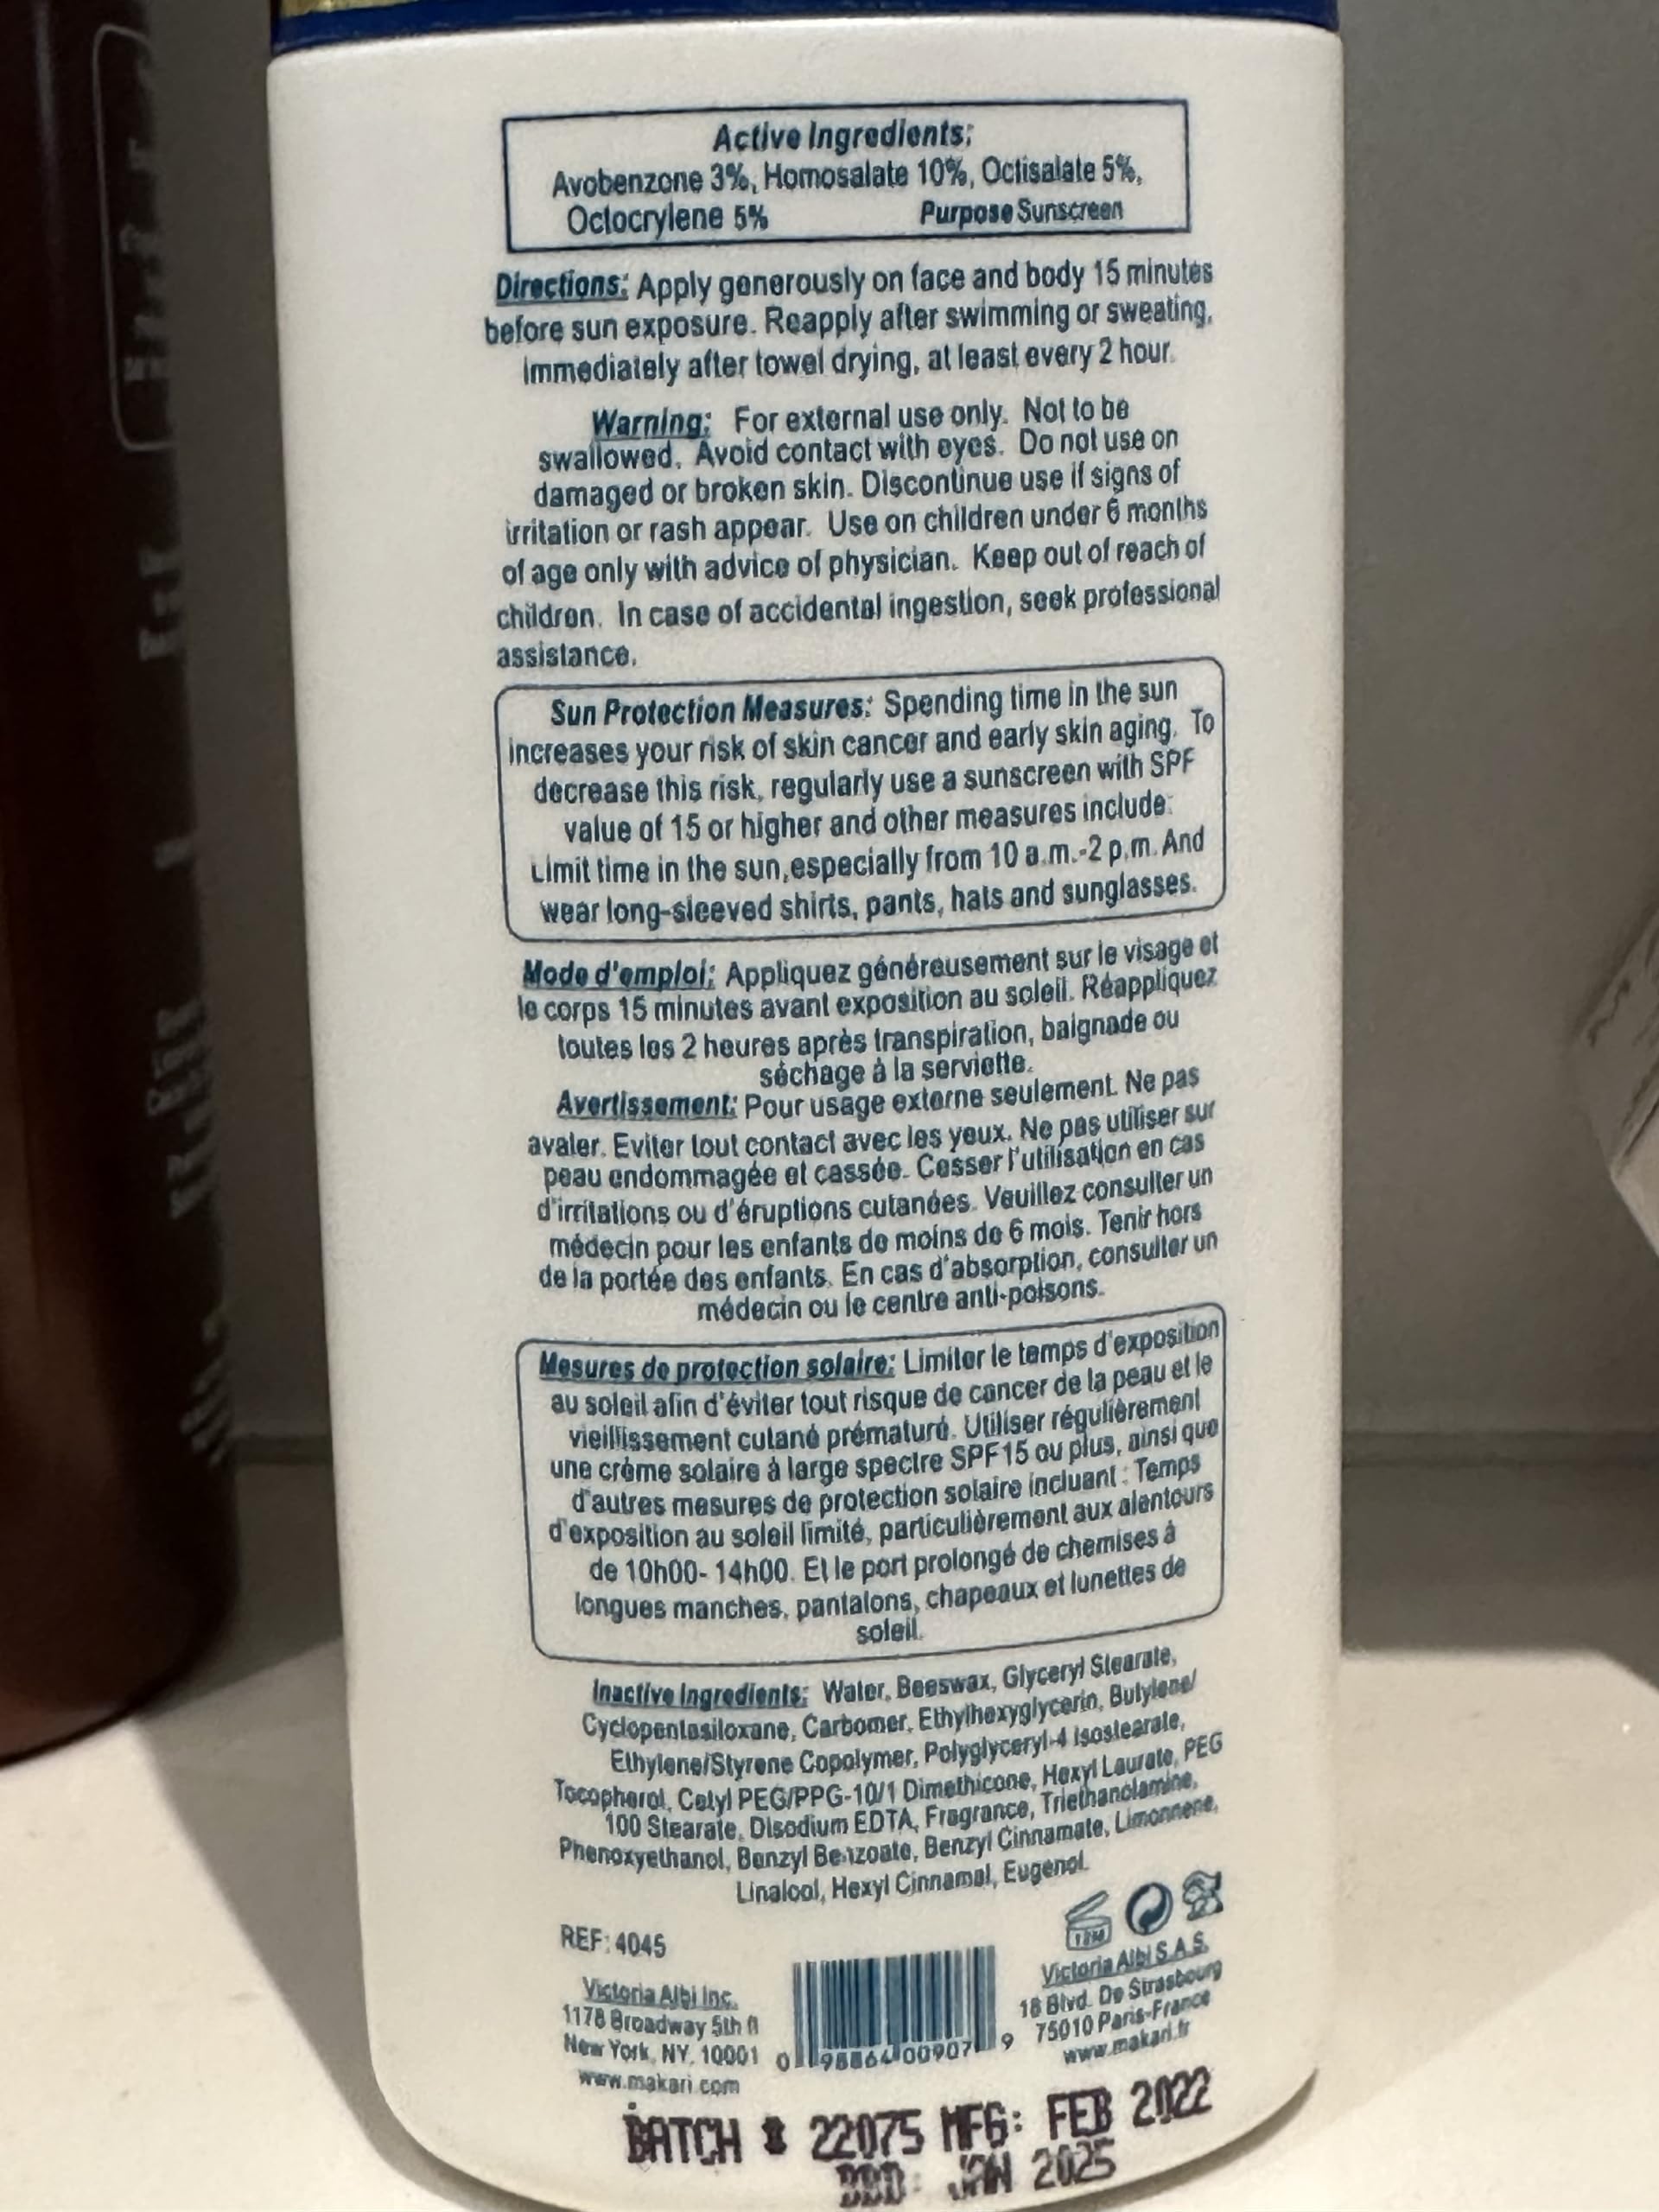 Active Ingredients:
Avobenzone 3%, Homosalate 10%, Octisalate 5%,
Octocrylene 5% Purpose Sunscreen
Directions: Apply generously on face and body 15 minutes
before sun exposure. Reapply after swimming or sweating,
immediately after towel drying, at least every 2 hour.
Warning: For external use only. Not to be
swallowed. Avoid contact with eyes. Do not use on
damaged or broken skin. Discontinue use if signs of
irritation or rash appear. Use on children under 6 months
of age only with advice of physician. Keep out of reach of
children. In case of accidental ingestion, seek professional
assistance.
Sun Protection Measures: Spending time in the sun
increases your risk of skin cancer and early skin aging. To
decrease this risk, regularly use a sunscreen with SPF
value of 15 or higher and other measures include:
Limit time in the sun,especially from 10 a.m.-2 p.m. And
wear long-sleeved shirts, pants, hats and sunglasses.
Mode d'emploi: Appliquez généreusement sur le visage et
le corps 15 minutes avant exposition au soleil. Réappliquez
toutes les 2 heures après transpiration, baignade ou
séchage à la serviette.
Avertissement: Pour usage externe seulement. Ne pas
avaler. Eviter tout contact avec les yeux. Ne pas utiliser sur
peau endommagée et cassée. Cesser l'utilisation en cas
d'irritations ou d'éruptions cutanées. Veuillez consulter un
médecin pour les enfants de moins de 6 mois. Tenir hors
de la portée des enfants. En cas d'absorption, consulter un
médecin ou le centre anti-poisons.
Mesures de protection solaire: Limiter le temps d'exposition
au soleil afin d'éviter tout risque de cancer de la peau et le
vieillissement cutané prématuré. Utiliser régulièrement
une crème solaire à large spectre SPF15 ou plus, ainsi que
d'autres mesures de protection solaire incluant : Temps
d'exposition au soleil limité, particulièrement aux alentours
de 10h00- 14h00. Et le port prolongé de chemises à
longues manches, pantalons, chapeaux et lunettes de
soleil.
Inactive Ingredients: Water, Beeswax, Glyceryl Stearate,
Cyclopentasiloxane, Carbomer, Ethylhexyglycerin, Butylene/
Ethylene/Styrene Copolymer, Polyglyceryl-4 Isostearate,
Tocopherol, Cetyl PEG/PPG-10/1 Dimethicone, Hexyl Laurate, PEG
100 Stearate, Disodium EDTA, Fragrance, Triethanolamine,
Phenoxyethanol, Benzyl Benzoate, Benzyl Cinnamate, Limonnene,
Linalool, Hexyl Cinnamal, Eugenol.
REF: 4045
Victoria Albi Inc.
1178 Broadway 5th fl
New York, NY, 10001
www.makari.com
0 98864 00907 9
Victoria Albi S.A.S.
18 Blvd. De Strasbourg
75010 Paris-France
www.makari.fr
BATCH # 22075 MFG: FEB 2022
BBD: JAN 2025